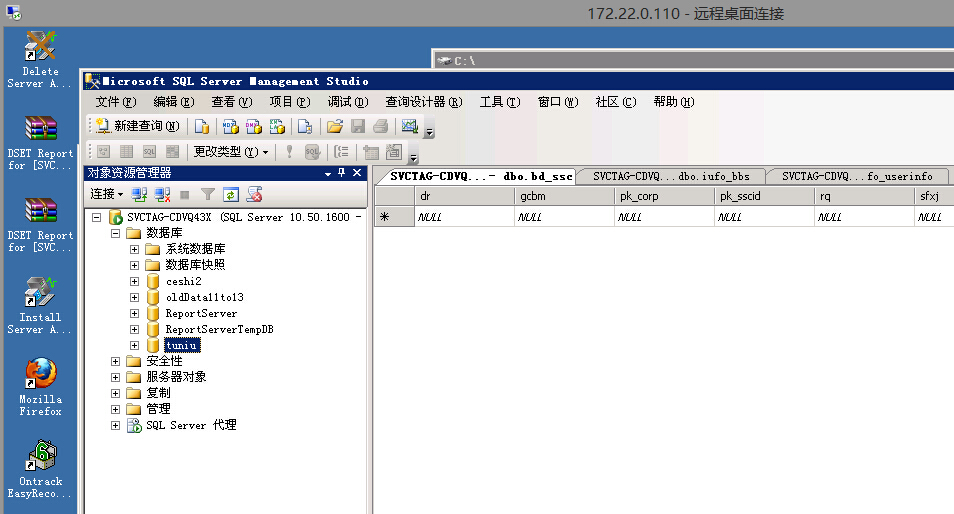 172.22.0.110 - 远程桌面连接
C:\
Delete
Server A...
DSET Report
for [SVC...
DSET Report
for [SVC...
Install
Server A...
Mozilla
Firefox
Ontrack
EasyReco...
Microsoft SQL Server Management Studio
文件(F) 编辑(E) 查看(V) 项目(P) 调试(D) 查询设计器(R) 工具(T) 窗口(W) 社区(C) 帮助(H)
新建查询(N)
更改类型(Y)
对象资源管理器
连接
SVCTAG-CDVQ43X (SQL Server 10.50.1600 -
数据库
系统数据库
数据库快照
ceshi2
oldData11to13
ReportServer
ReportServerTempDB
tuniu
安全性
服务器对象
复制
管理
SQL Server 代理
SVCTAG-CDVQ...- dbo.bd_ssc SVCTAG-CDVQ...dbo.iufo_bbs SVCTAG-CDVQ...fo_userinfo
dr gcbm pk_corp pk_sscid rq sfxj
NULL NULL NULL NULL NULL NULL